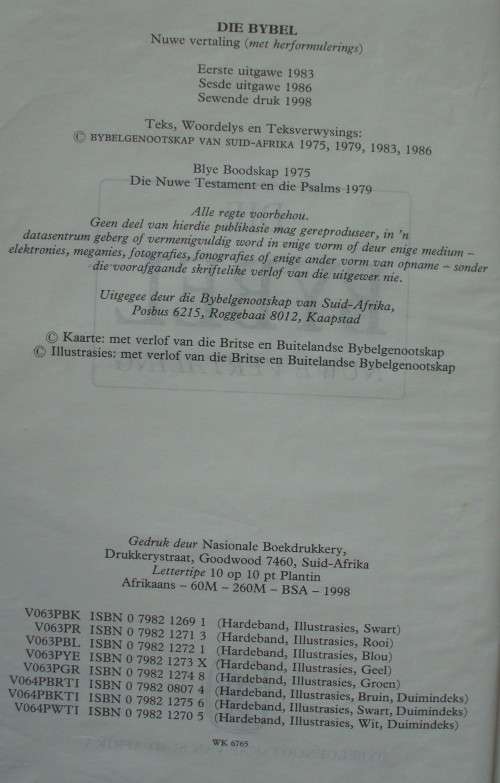 DIE BYBEL
Nuwe vertaling (met herformulerings)
Eerste uitgawe 1983
Sesde uitgawe 1986
Sewende druk 1998
Teks, Woordelys en Teksverwysings:
© BYBELGENOOTSKAP VAN SUID-AFRIKA 1975, 1979, 1983, 1986
Blye Boodskap 1975
Die Nuwe Testament en die Psalms 1979
Alle regte voorbehou.
Geen deel van hierdie publikasie mag gereproduseer, in 'n
datasentrum geberg of vermenigvuldig word in enige vorm of deur enige medium –
elektronies, meganies, fotografies, fonografies of enige ander vorm van opname – sonder
die voorafgaande skriftelike verlof van die uitgewer nie.
Uitgegee deur die Bybelgenootskap van Suid-Afrika,
Posbus 6215, Roggebaai 8012, Kaapstad
© Kaarte: met verlof van die Britse en Buitelandse Bybelgenootskap
© Illustrasies: met verlof van die Britse en Buitelandse Bybelgenootskap
Gedruk deur Nasionale Boekdrukkery,
Drukkerystraat, Goodwood 7460, Suid-Afrika
Lettertipe 10 op 10 pt Plantin
Afrikaans – 60M – 260M – BSA – 1998
V063PBK ISBN 0 7982 1269 1 (Hardeband, Illustrasies, Swart)
V063PR ISBN 0 7982 1271 3 (Hardeband, Illustrasies, Rooi)
V063PBL ISBN 0 7982 1272 1 (Hardeband, Illustrasies, Blou)
V063PYE ISBN 0 7982 1273 X (Hardeband, Illustrasies, Geel)
V063PGR ISBN 0 7982 1274 8 (Hardeband, Illustrasies, Groen)
V064PBRTI ISBN 0 7982 0807 4 (Hardeband, Illustrasies, Bruin, Duimindeks)
V064PBKTI ISBN 0 7982 1275 6 (Hardeband, Illustrasies, Swart, Duimindeks)
V064PWTI ISBN 0 7982 1270 5 (Hardeband, Illustrasies, Wit, Duimindeks)
WK 6765